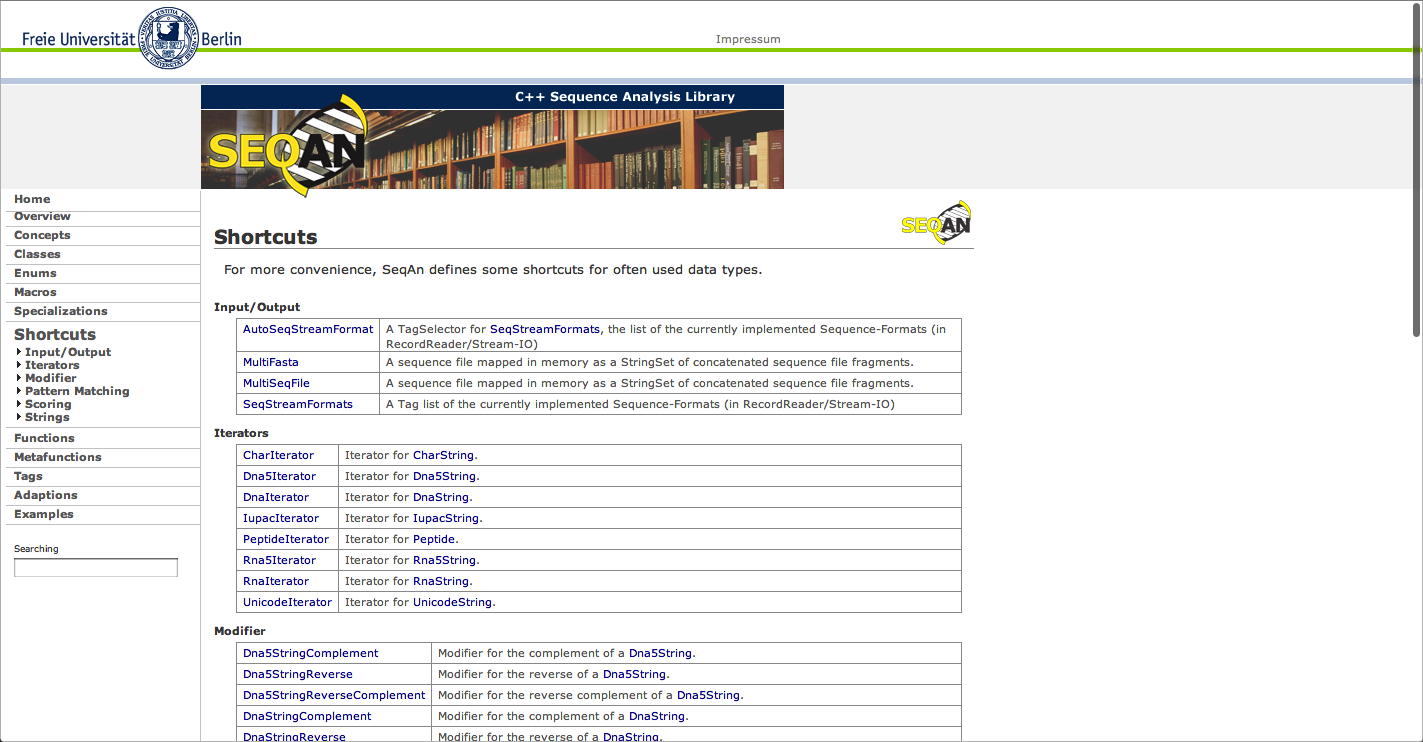 Freie Universität Berlin
Impressum
C++ Sequence Analysis Library
SEQAN
Home
Overview
Concepts
Classes
Enums
Macros
Specializations
Shortcuts
Input/Output
Iterators
Modifier
Pattern Matching
Scoring
Strings
Functions
Metafunctions
Tags
Adaptions
Examples
Searching
SEQAN
Shortcuts
For more convenience, SeqAn defines some shortcuts for often used data types.
Input/Output
AutoSeqStreamFormat A TagSelector for SeqStreamFormats, the list of the currently implemented Sequence-Formats (in
RecordReader/Stream-IO)
MultiFasta A sequence file mapped in memory as a StringSet of concatenated sequence file fragments.
MultiSeqFile A sequence file mapped in memory as a StringSet of concatenated sequence file fragments.
SeqStreamFormats A Tag list of the currently implemented Sequence-Formats (in RecordReader/Stream-IO)
Iterators
CharIterator Iterator for CharString.
Dna5Iterator Iterator for Dna5String.
DnaIterator Iterator for DnaString.
IupacIterator Iterator for IupacString.
PeptideIterator Iterator for Peptide.
Rna5Iterator Iterator for Rna5String.
RnaIterator Iterator for RnaString.
UnicodeIterator Iterator for UnicodeString.
Modifier
Dna5StringComplement Modifier for the complement of a Dna5String.
Dna5StringReverse Modifier for the reverse of a Dna5String.
Dna5StringReverseComplement Modifier for the reverse complement of a Dna5String.
DnaStringComplement Modifier for the complement of a DnaString.
DnaStringReverse Modifier for the reverse of a DnaString.